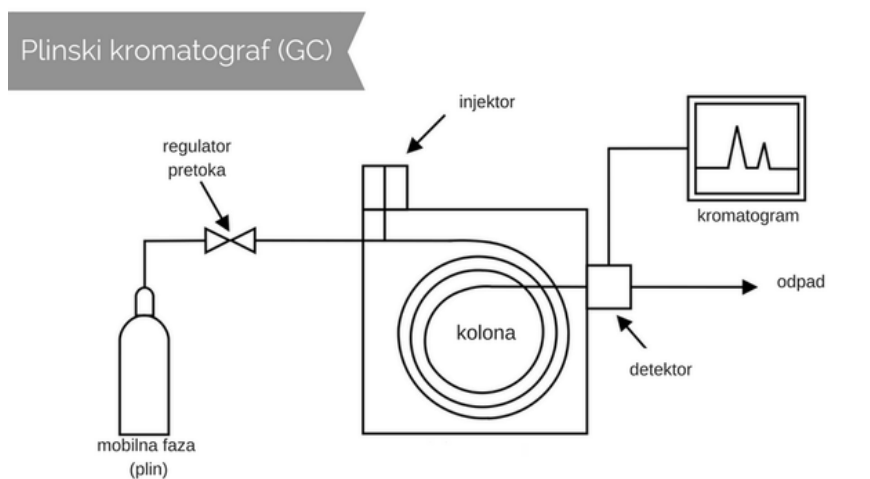 Plinski kromatograf (GC)
injektor
regulator
pretoka
kromatogram
odpad
kolona
detektor
mobilna faza
(plin)